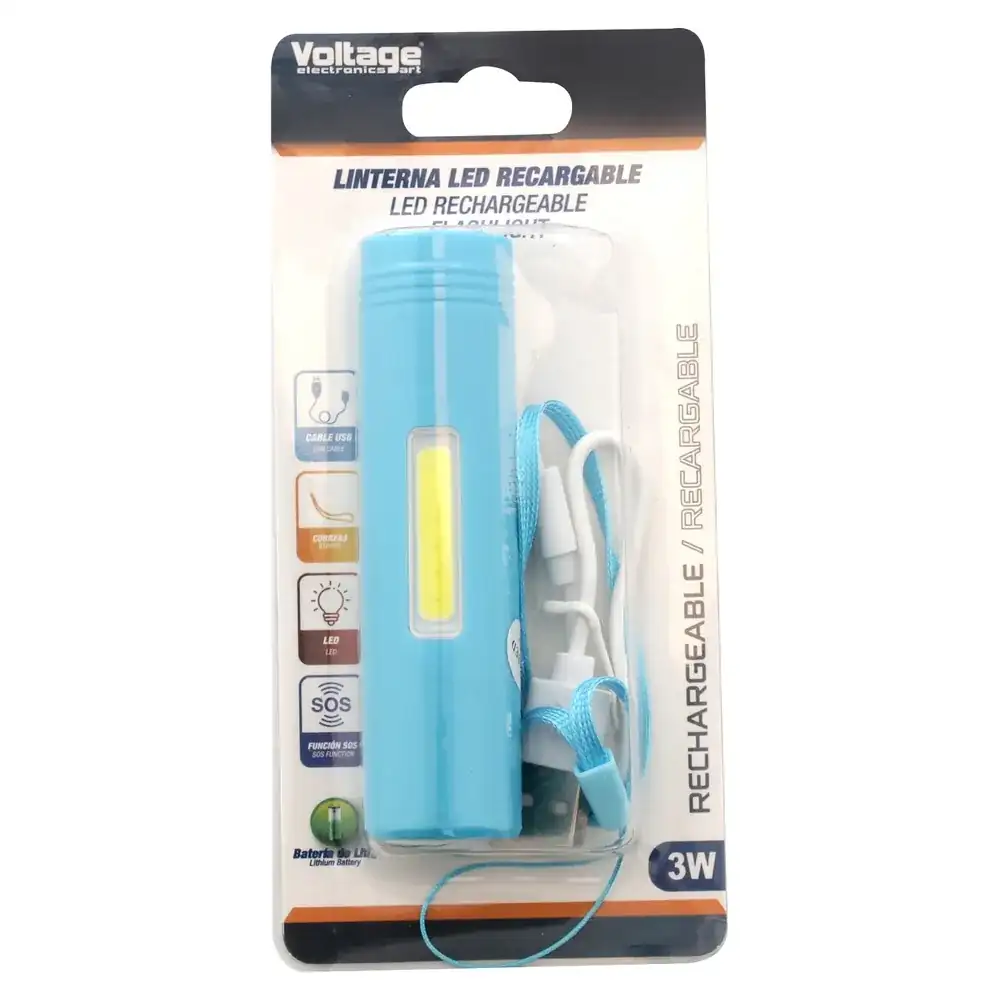 Voltage
electronics art
LINTERNA LED RECARGABLE
LED RECHARGEABLE
FLASHLIGHT
CABLE USB
USB CABLE
CORREAS
LED
LED
SOS
FUNCIÓN SOS
SOS FUNCTION
Lithium Battery
RECHARGEABLE / RECARGABLE
3W